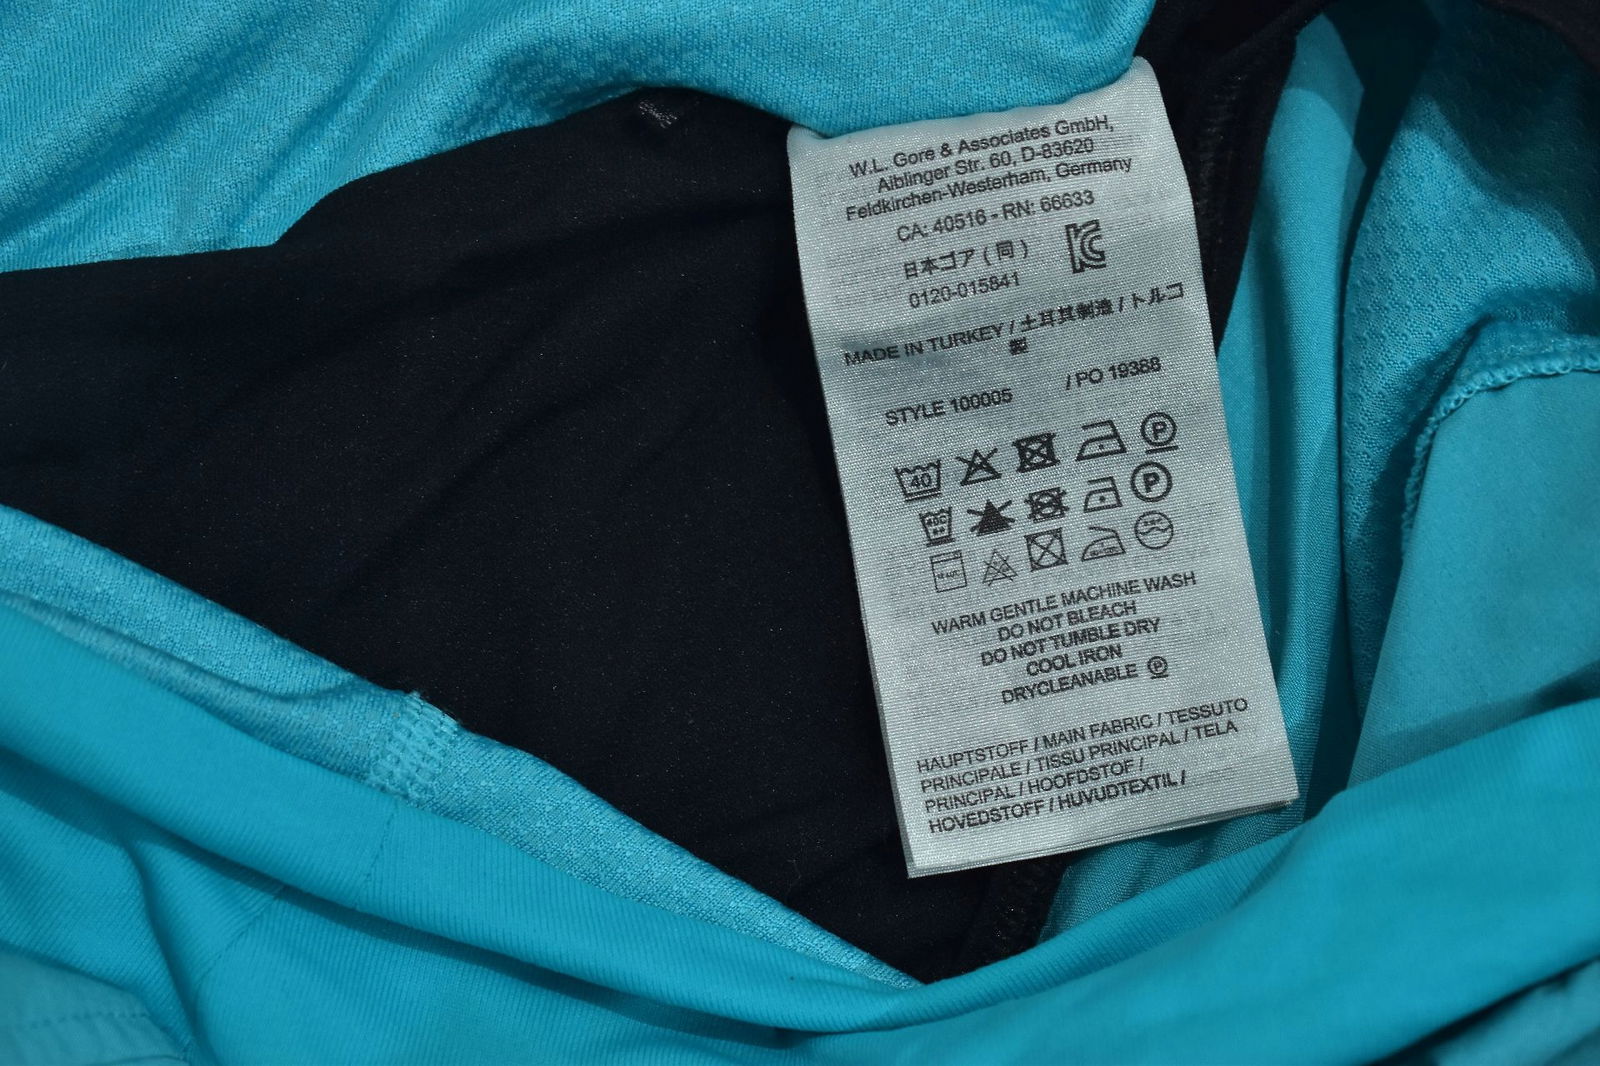 W.L. Gore & Associates GmbH,
Aiblinger Str. 60, D-83620
Feldkirchen-Westerham, Germany
CA: 40516 - RN: 66633
日本ゴア ( 同 )
0120-015841
MADE IN TURKEY / 土耳其制造 / トルコ
製
STYLE 100005 / PO 19388
40
P
P
WARM GENTLE MACHINE WASH
DO NOT BLEACH
DO NOT TUMBLE DRY
COOL IRON
DRYCLEANABLE Ⓟ
HAUPTSTOFF / MAIN FABRIC / TESSUTO
PRINCIPALE / TISSU PRINCIPAL / TELA
PRINCIPAL / HOOFDSTOF /
HOVEDSTOFF / HUVUDTEXTIL /